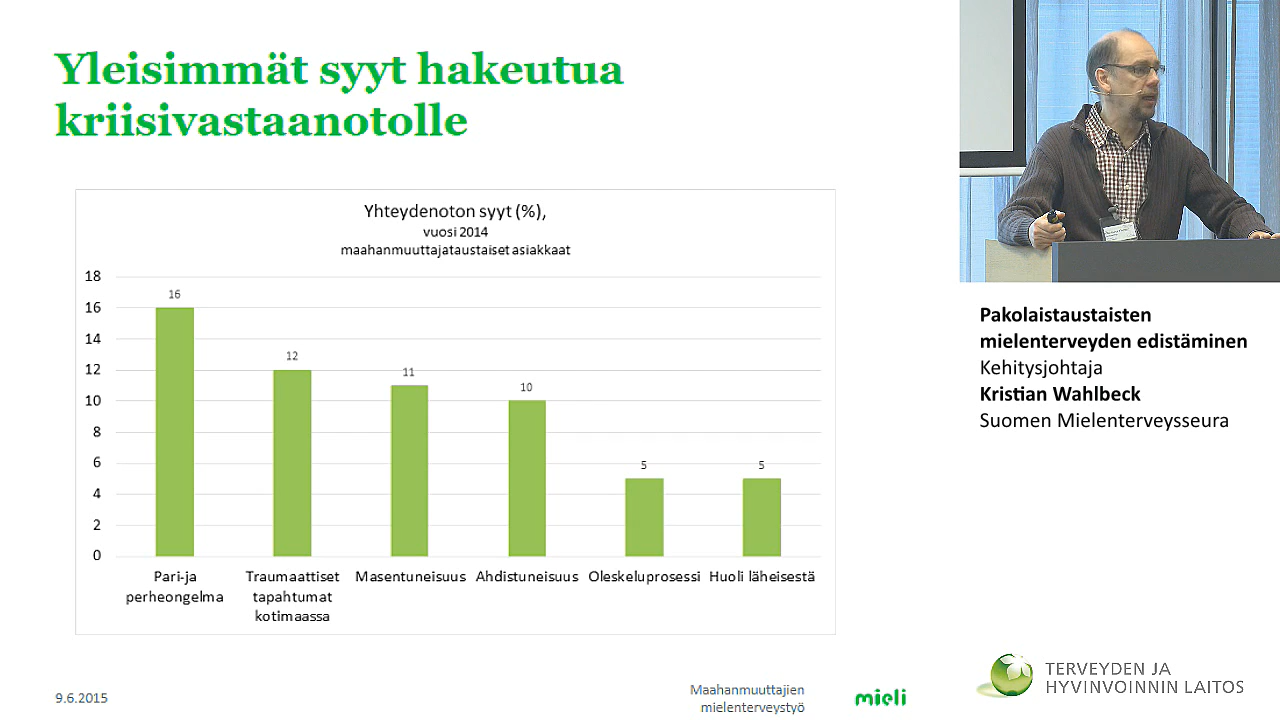 Yleisimmät syyt hakeutua
kriisivastaanotolle
Yhteydenoton syyt (%),
vuosi 2014
maahanmuuttajataustaiset asiakkaat
18
16
14
12
10
8
6
4
2
0
16
12
11
10
5
5
Pari-ja
perheongelma
Traumaattiset
tapahtumat
kotimaassa
Masentuneisuus
Ahdistuneisuus
Oleskeluprosessi
Huoli läheisestä
9.6.2015
Maahanmuuttajien
mielenterveystyö
mieli
Pakolaistaustaisten
mielenterveyden edistäminen
Kehitysjohtaja
Kristian Wahlbeck
Suomen Mielenterveysseura
TERVEYDEN JA
HYVINVOINNIN LAITOS